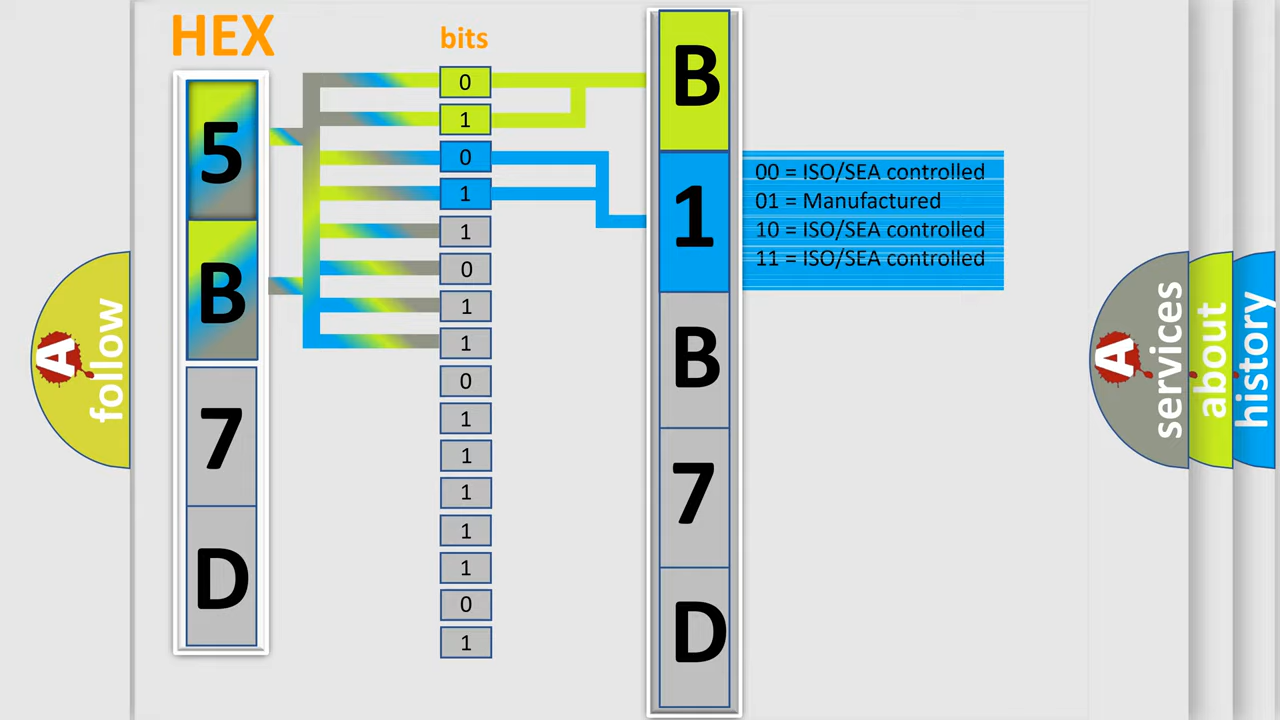 HEX
bits
5
B
7
D
0
1
0
1
1
0
1
1
0
1
1
1
1
1
0
1
B
1
B
7
D
00 = ISO/SEA controlled
01 = Manufactured
10 = ISO/SEA controlled
11 = ISO/SEA controlled
A
follow
A
services
about
history